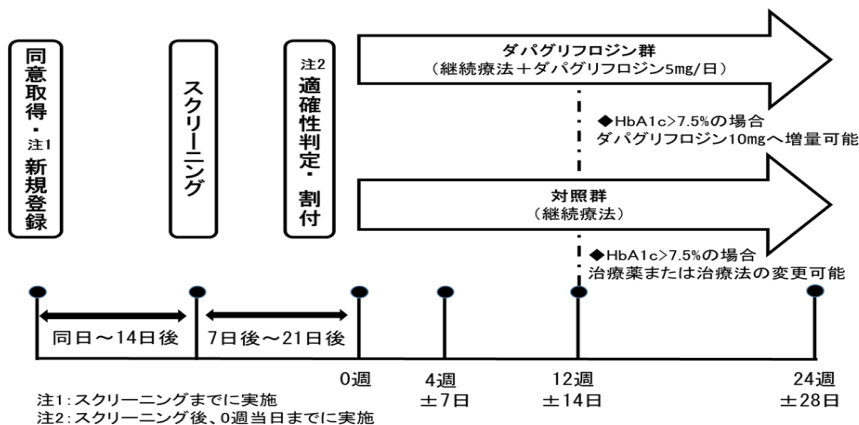 同意取得・注1新規登録
スクリーニング
注2適確性判定・割付
ダパグリフロジン群
（継続療法＋ダパグリフロジン5㎎/日）
◆HbA1c>7.5%の場合
ダパグリフロジン10㎎へ増量可能
対照群
（継続療法）
◆HbA1c>7.5%の場合
治療薬または治療法の変更可能
同日～14日後
7日後～21日後
0週
4週
±7日
12週
±14日
24週
±28日
注1：スクリーニングまでに実施
注2：スクリーニング後、0週当日までに実施